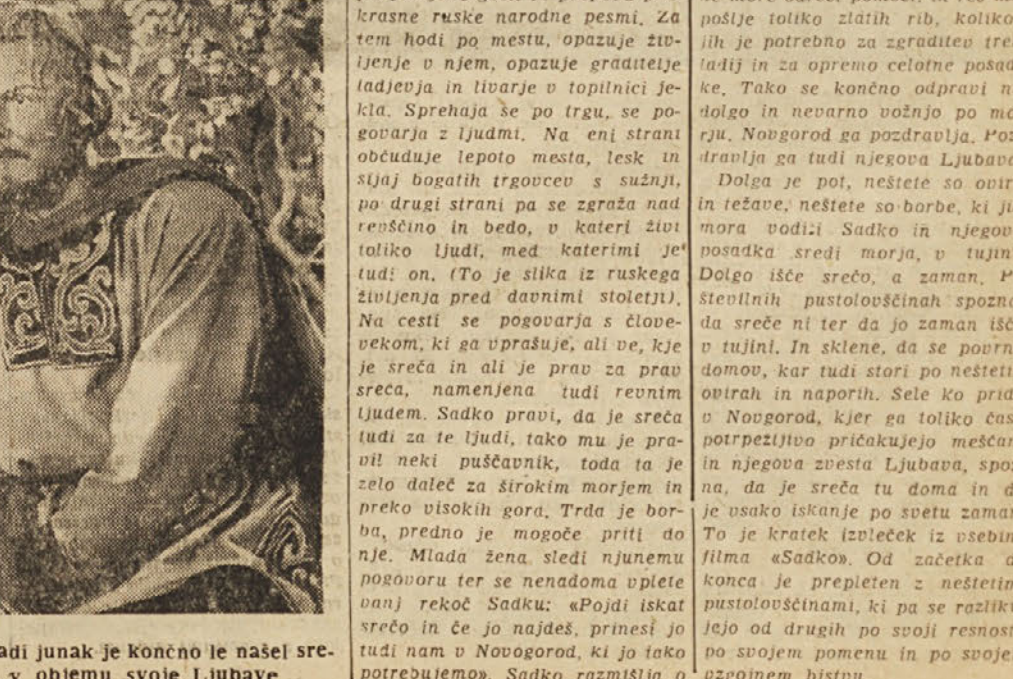 krasne ruske narodne pesmi. Za
tem hodi po mestu, opazuje živ-
ljenje v njem, opazuje graditelje
ladjevja in livarje v topilnici je-
kla. Sprehaja se po trgu, se po-
govarja z ljudmi. Na eni strani
občuduje lepoto mesta, lesk in
sijaj bogatih trgovcev s sužnji,
po drugi strani pa se zgraža nad
revščino in bedo, v kateri živi
toliko ljudi, med katerimi je
tudi on. (To je slika iz ruskega
življenja pred davnimi stoletji).
Na cesti se pogovarja s člove-
vekom, ki ga vprašuje, ali ve, kje
je sreča in ali je prav za prav
sreča, namenjena tudi revnim
ljudem. Sadko pravi, da je sreča
tudi za te ljudi, tako mu je pra-
vil neki puščavnik, toda ta je
zelo daleč za širokim morjem in
preko visokih gora. Trda je bor-
ba, predno je mogoče priti do
nje. Mlada žena sledi njunemu
pogovoru ter se nenadoma vplete
vanj rekoč Sadku: «Pojdi iskat
srečo in če jo najdeš, prinesi jo
tudi nam v Novogorod, ki jo tako
potrebujemo». Sadko razmišlja o
pošlje toliko zlatih rib, koliko
jih je potrebno za zgraditev tre
ladij in za opremo celotne posad
ke. Tako se končno odpravi n
dolgo in nevarno vožnjo po mo
rju. Novgorod ga pozdravlja. Poz
dravlja ga tudi njegova Ljubava
Dolga je pot, neštete so ovir
in težave, neštete so borbe, ki ji
mora voditi Sadko in njegov
posadka sredi morja, v tujin
Dolgo išče srečo, a zaman. P
številnih pustolovščinah spozna
da sreče ni ter da jo zaman išč
v tujini. In sklene, da se povrn
domov, kar tudi stori po nešteti
ovirah in naporih. Sele ko prid
v Novgorod, kjer ga toliko čas
potrpežljivo pričakujejo meščan
in njegova zvesta Ljubava, spoz
na, da je sreča tu doma in d
je vsako iskanje po svetu zaman
To je kratek izvleček iz vsebin
filma «Sadko». Od začetka d
konca je prepleten z neštetim
pustolovščinami, ki pa se razliku
jejo od drugih po svoji resnost
po svojem pomenu in po svoje
vzgojnem bistvu
adi junak je končno le našel sre-
v objemu svoje Ljubave